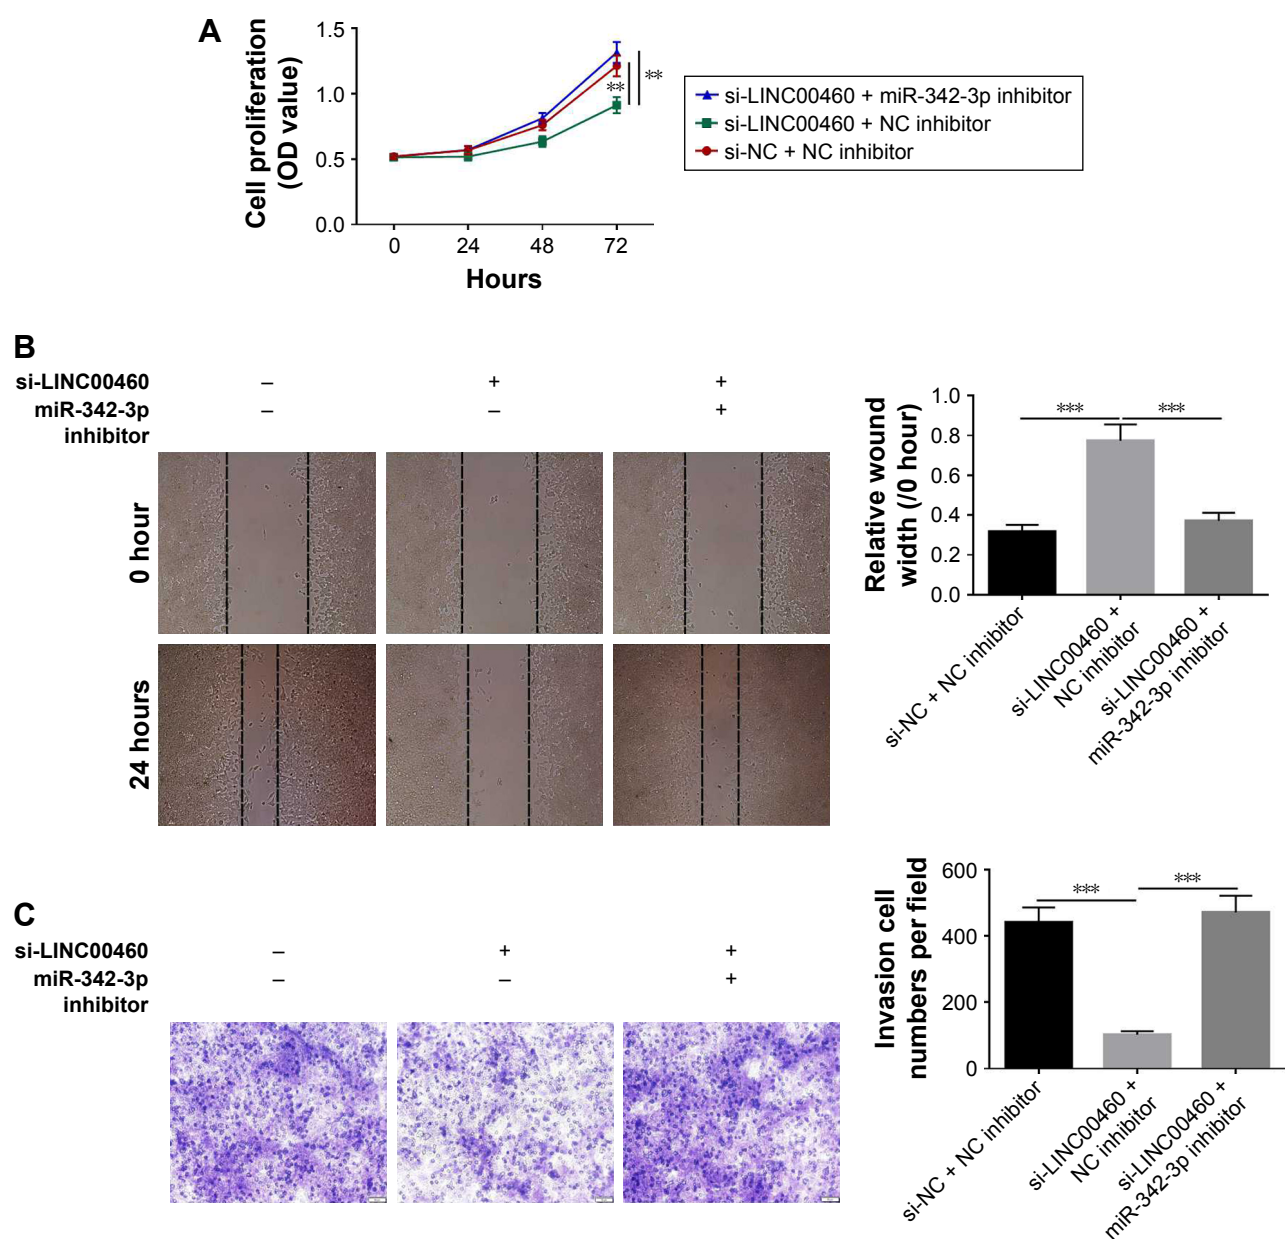 A
Cell proliferation
(OD value)
1.5
1.0
0.5
0.0
0 24 48 72
Hours
**
**
si-LINC00460 + miR-342-3p inhibitor
si-LINC00460 + NC inhibitor
si-NC + NC inhibitor
B
si-LINC00460 – + +
miR-342-3p – – +
inhibitor
0 hour
24 hours
Relative wound
width (/0 hour)
1.0
0.8
0.6
0.4
0.2
0.0
*** ***
si-NC + NC inhibitor
si-LINC00460 +
NC inhibitor
si-LINC00460 +
miR-342-3p inhibitor
C
si-LINC00460 – + +
miR-342-3p – – +
inhibitor
Invasion cell
numbers per field
600
400
200
0
*** ***
si-NC + NC inhibitor
si-LINC00460 +
NC inhibitor
si-LINC00460 +
miR-342-3p inhibitor